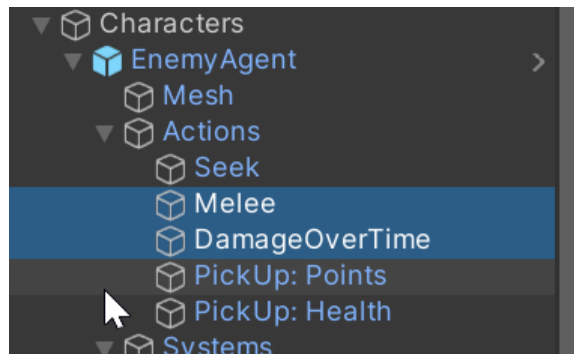 Characters
EnemyAgent
Mesh
Actions
Seek
Melee
DamageOverTime
PickUp: Points
PickUp: Health
Systems